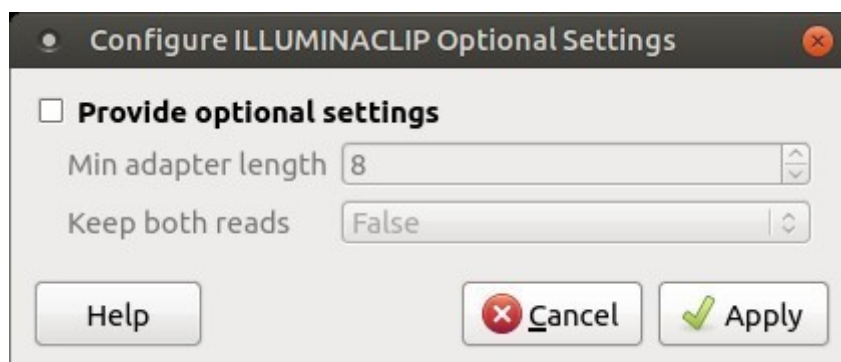 Configure ILLUMINACLIP Optional Settings
Provide optional settings
Min adapter length 8
Keep both reads False
Help Cancel Apply